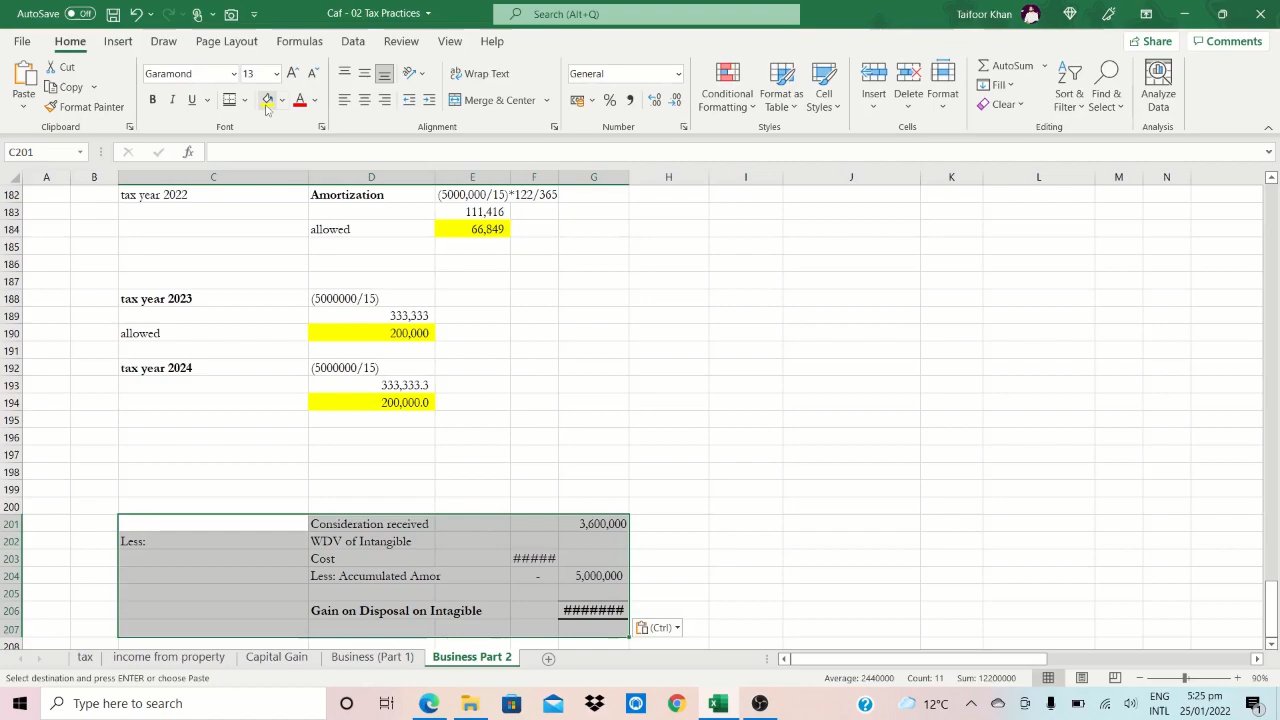 AutoSave Off Caf - 02 Tax Practices Search (Alt+Q) Tarfoor Khan
File Home Insert Draw Page Layout Formulas Data Review View Help Share Comments
Paste Cut Copy Format Painter Clipboard
Garamond 13 B I U Font
Wrap Text Merge & Center Alignment
General % Number
Conditional Formatting Format as Table Cell Styles Styles
Insert Delete Format Cells
AutoSum Fill Clear Sort & Filter Find & Select Editing
Analyze Data Analysis
C201 fx
A B C D E F G H I J K L M N
182 tax year 2022 Amortization (5000,000/15)*122/365
183 111,416
184 allowed 66,849
185
186
187
188 tax year 2023 (5000000/15)
189 333,333
190 allowed 200,000
191
192 tax year 2024 (5000000/15)
193 333,333.3
194 200,000.0
195
196
197
198
199
200
201 Consideration received 3,600,000
202 Less: WDV of Intangible
203 Cost #####
204 Less: Accumulated Amor - 5,000,000
205
206 Gain on Disposal on Intagible #######
207 (Ctrl)
208
tax income from property Capital Gain Business (Part 1) Business Part 2
Select destination and press ENTER or choose Paste Average: 2440000 Count: 11 Sum: 12200000 90%
Type here to search 12°C ENG INTL 5:25 pm 25/01/2022 1